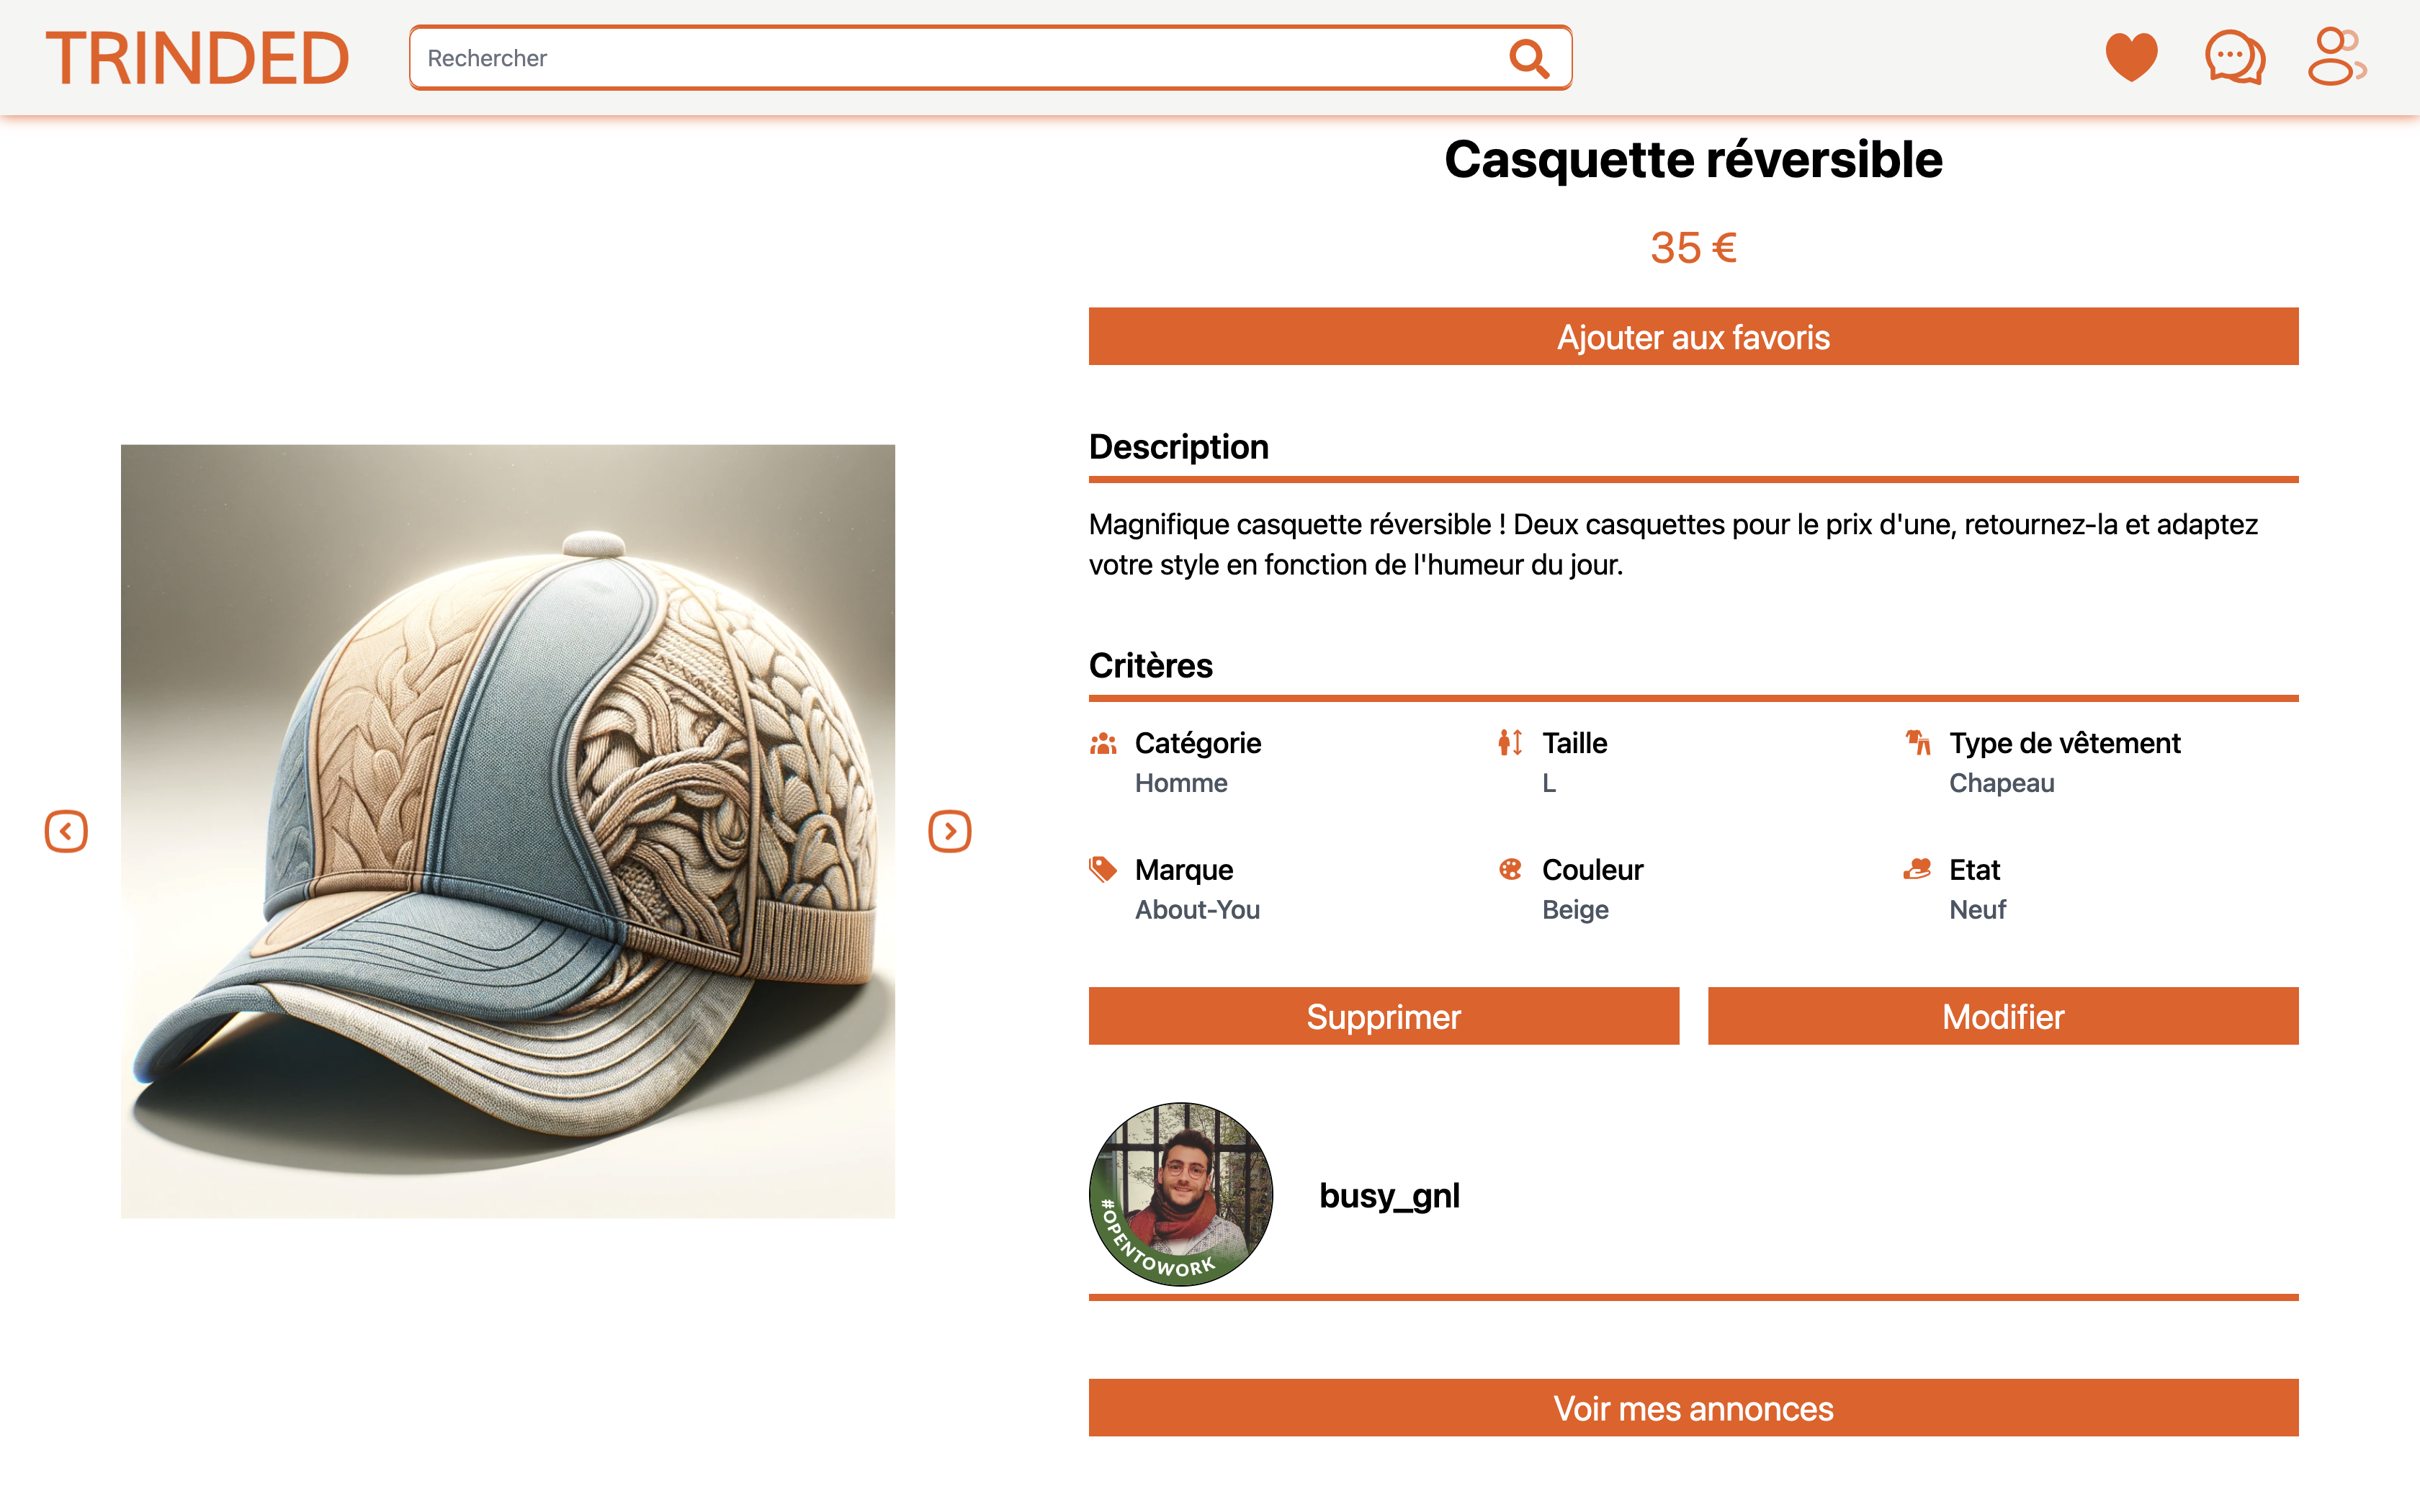 TRINDED
Rechercher
Casquette réversible
35 €
Ajouter aux favoris
Description
Magnifique casquette réversible ! Deux casquettes pour le prix d'une, retournez-la et adaptez
votre style en fonction de l'humeur du jour.
Critères
Catégorie
Homme
Taille
L
Type de vêtement
Chapeau
Marque
About-You
Couleur
Beige
Etat
Neuf
Supprimer
Modifier
#OPENTOWORK
busy_gnl
Voir mes annonces